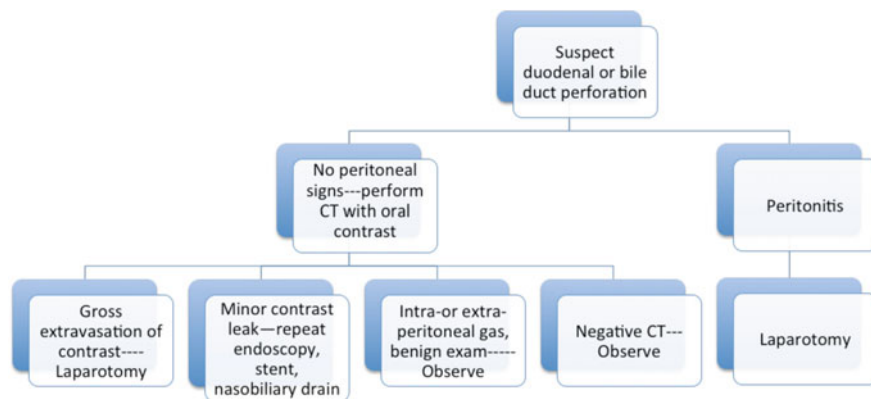 Suspect
duodenal or bile
duct perforation
No peritoneal
signs---perform
CT with oral
contrast
Peritonitis
Gross
extravasation of
contrast----
Laparotomy
Minor contrast
leak—repeat
endoscopy,
stent,
nasobiliary drain
Intra-or extra-
peritoneal gas,
benign exam-----
Observe
Negative CT---
Observe
Laparotomy